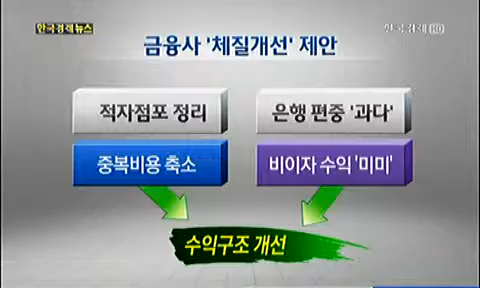 한국경제뉴스
한국경제 HD
금융사 '체질개선' 제안
적자점포 정리
은행 편중 '과다'
중복비용 축소
비이자 수익 '미미'
수익구조 개선